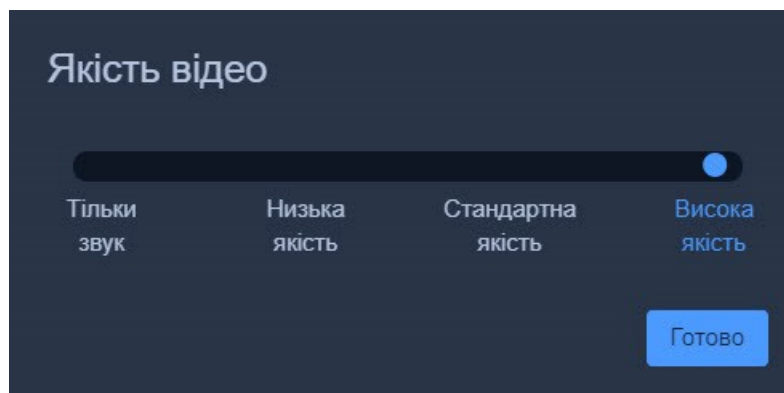 Якість відео
Тільки звук
Низька якість
Стандартна якість
Висока якість
Готово